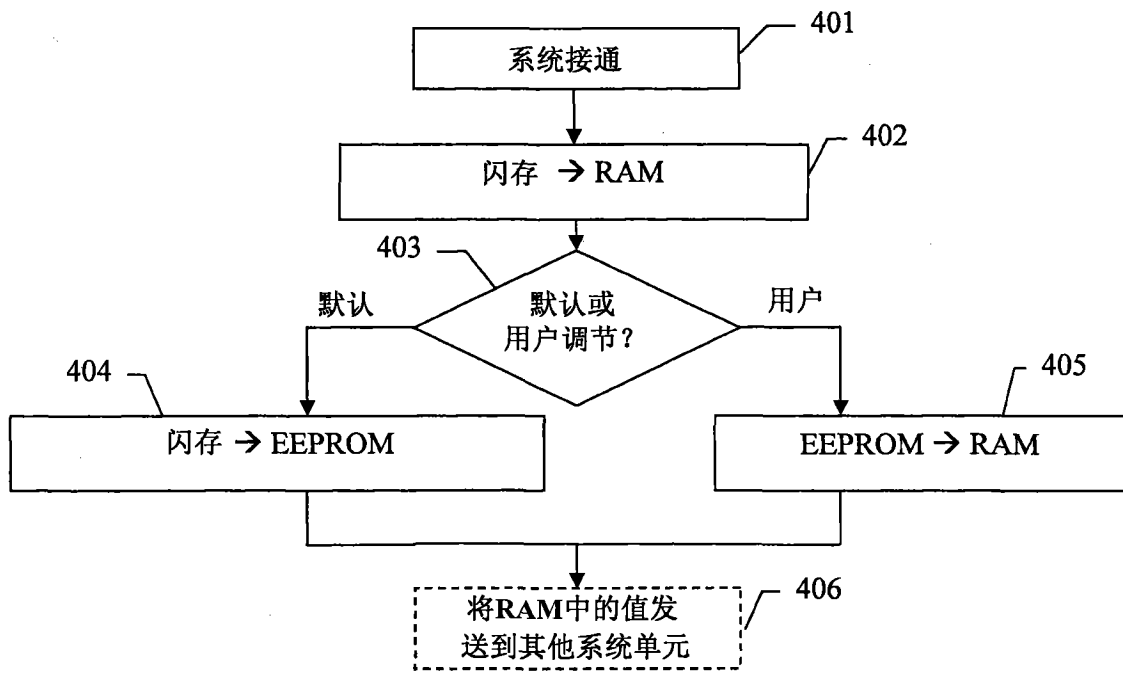 401
系统接通
402
闪存 → RAM
403
默认
默认或
用户调节？
用户
404
闪存 → EEPROM
405
EEPROM → RAM
406
将RAM中的值发
送到其他系统单元